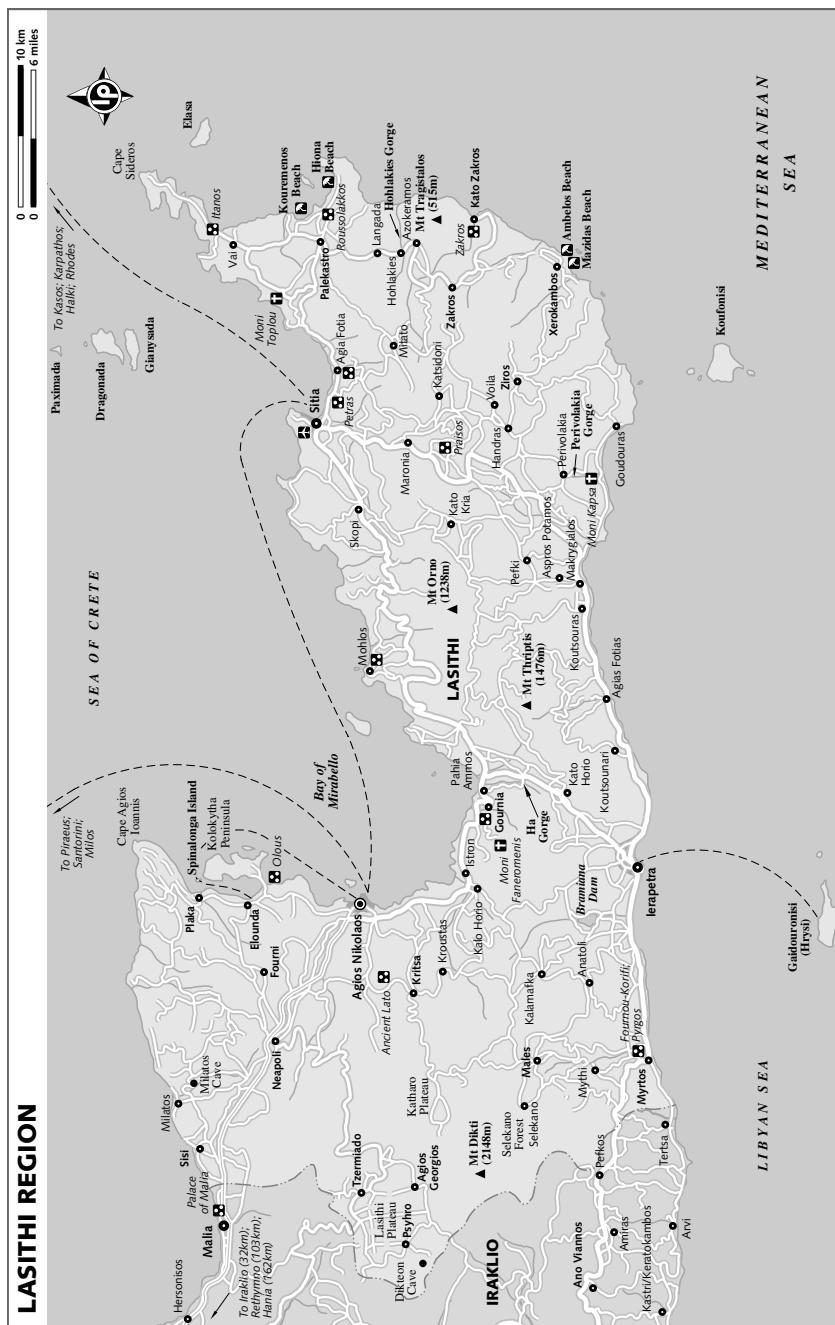 LASITHI REGION
0
10 km
0
6 miles
lp
SEA OF CRETE
MEDITERRANEAN
SEA
LIBYAN SEA
To Piraeus;
Santorini;
Milos
To Kasos; Karpathos;
Halki; Rhodes
Paximada
Dragonada
Gianysada
Cape
Sideros
Elasa
Itanos
Vai
Kouremenos
Beach
Hiona
Beach
Palekastro
Roussolakkos
Moni
Toplou
Langada
Hohlakies Gorge
Hohlakies
Azokeramos
Mt Tragistalos
(515m)
Kato Zakros
Zakros
Zakros
Ambelos Beach
Mazidas Beach
Xerokambos
Agia Fotia
Petras
Sitia
Mitato
Katsidoni
Voila
Ziros
Handras
Praisos
Maronia
Perivolakia
Perivolakia
Gorge
Moni Kapsa
Goudouras
Koufonisi
Skopi
Kato
Kria
Pefki
Aspros Potamos
Makrygialos
Koutsouras
Mt Orno
(1238m)
LASITHI
Mt Thriptis
(1476m)
Agias Fotias
Koutsounari
Mohlos
Bay of
Mirabello
Pahia
Ammos
Gournia
Kato
Horio
Ha
Gorge
Moni
Faneromenis
Istron
Kalo Horio
Bramiana
Dam
Ierapetra
Gaidouronisi
(Hrysi)
Cape Agios
Ioannis
Spinalonga Island
Kolokytha
Peninsula
Olous
Plaka
Elounda
Fourni
Agios Nikolaos
Ancient Lato
Kritsa
Kroustas
Kalamafka
Anatoli
Fournou-Korifi;
Pyrgos
Myrtos
Neapoli
Milatos
Cave
Milatos
Sisi
Palace
of Malia
Malia
Hersonisos
To Iraklio (32km);
Rethymno (103km);
Hania (162km)
Katharo
Plateau
Males
Mythi
Selekano
Forest
Selekano
Mt Dikti
(2148m)
Tzermiado
Agios
Georgios
Lasithi
Plateau
Psyhro
Dikteon
Cave
IRAKLIO
Pefkos
Tertsa
Ano Viannos
Amiras
Arvi
Kastri/Keratokambos